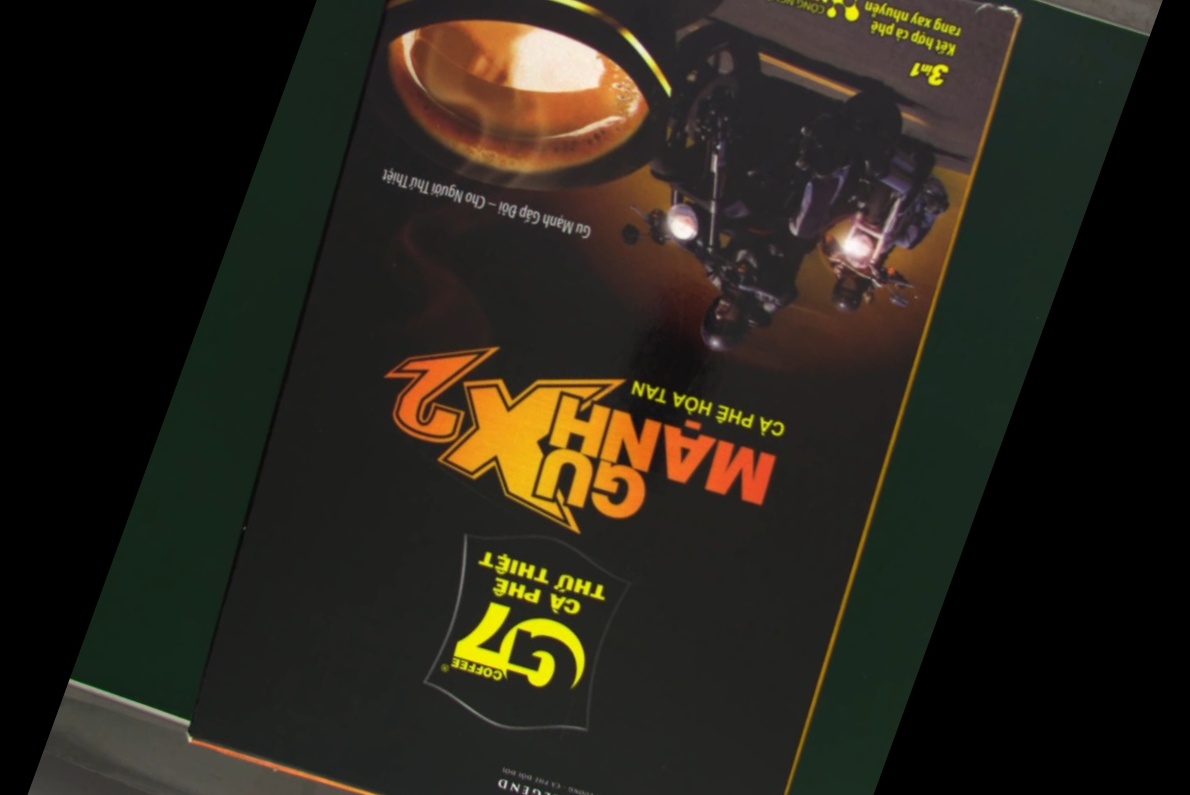 LEGEND
COFFEE
G7
CÀ PHÊ
THỨ THIỆT
GU
MẠNH X2
CÀ PHÊ HÒA TAN
Gu Mạnh Gấp Đôi – Cho Người Thứ Thiệt
3in1
Kết hợp cà phê
rang xay nhuyễn